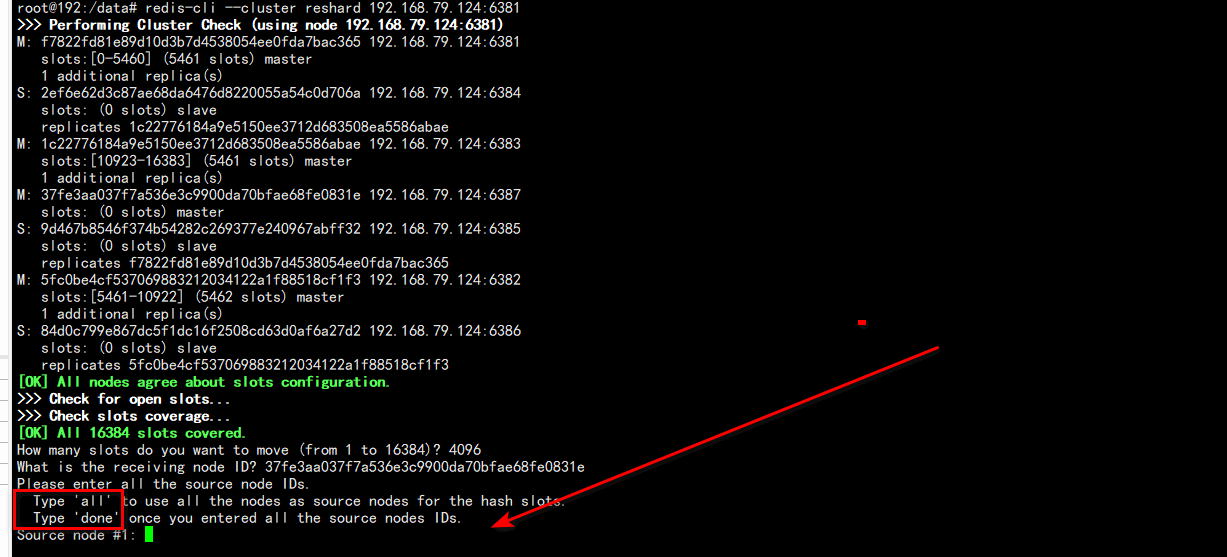 root@192:/data# redis-cli --cluster reshard 192.168.79.124:6381
>>> Performing Cluster Check (using node 192.168.79.124:6381)
M: f7822fd81e89d10d3b7d4538054ee0fda7bac365 192.168.79.124:6381
   slots:[0-5460] (5461 slots) master
   1 additional replica(s)
S: 2ef6e62d3c87ae68da6476d8220055a54c0d706a 192.168.79.124:6384
   slots: (0 slots) slave
   replicates 1c22776184a9e5150ee3712d683508ea5586abae
M: 1c22776184a9e5150ee3712d683508ea5586abae 192.168.79.124:6383
   slots:[10923-16383] (5461 slots) master
   1 additional replica(s)
M: 37fe3aa037f7a536e3c9900da70bfae68fe0831e 192.168.79.124:6387
   slots: (0 slots) master
S: 9d467b8546f374b54282c269377e240967abff32 192.168.79.124:6385
   slots: (0 slots) slave
   replicates f7822fd81e89d10d3b7d4538054ee0fda7bac365
M: 5fc0be4cf537069883212034122a1f88518cf1f3 192.168.79.124:6382
   slots:[5461-10922] (5462 slots) master
   1 additional replica(s)
S: 84d0c799e867dc5f1dc16f2508cd63d0af6a27d2 192.168.79.124:6386
   slots: (0 slots) slave
   replicates 5fc0be4cf537069883212034122a1f88518cf1f3
[OK] All nodes agree about slots configuration.
>>> Check for open slots...
>>> Check slots coverage...
[OK] All 16384 slots covered.
How many slots do you want to move (from 1 to 16384)? 4096
What is the receiving node ID? 37fe3aa037f7a536e3c9900da70bfae68fe0831e
Please enter all the source node IDs.
  Type 'all' to use all the nodes as source nodes for the hash slots.
  Type 'done' once you entered all the source nodes IDs.
Source node #1: